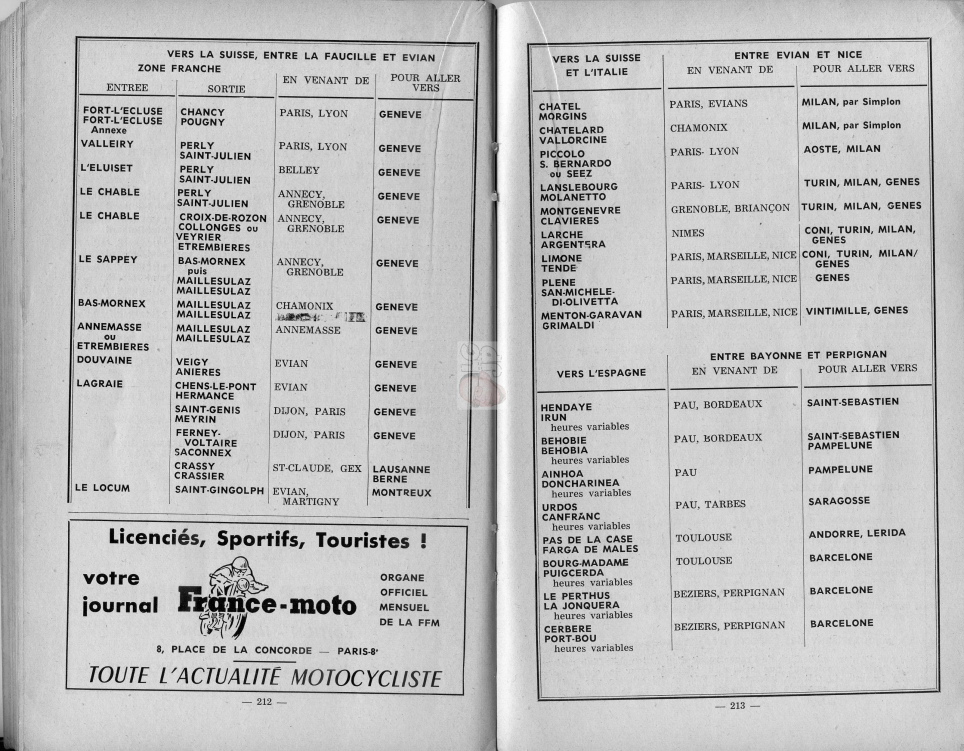 VERS LA SUISSE, ENTRE LA FAUCILLE ET EVIAN
ZONE FRANCHE
ENTREE SORTIE EN VENANT DE POUR ALLER VERS
FORT-L'ECLUSE CHANCY PARIS, LYON GENEVE
FORT-L'ECLUSE POUGNY
Annexe
VALLEIRY PERLY PARIS, LYON GENEVE
SAINT-JULIEN
L'ELUISET PERLY BELLEY GENEVE
SAINT-JULIEN
LE CHABLE PERLY ANNECY, GENEVE
SAINT-JULIEN GRENOBLE
LE CHABLE CROIX-DE-ROZON ANNECY, GENEVE
COLLONGES ou GRENOBLE
VEYRIER
ETREMBIERES
LE SAPPEY BAS-MORNEX ANNECY, GENEVE
puis GRENOBLE
MAILLESULAZ
MAILLESULAZ
BAS-MORNEX MAILLESULAZ CHAMONIX GENEVE
MAILLESULAZ
ANNEMASSE MAILLESULAZ ANNEMASSE GENEVE
ou MAILLESULAZ
ETREMBIERES
DOUVAINE VEIGY EVIAN GENEVE
ANIERES
LAGRAIE CHENS-LE-PONT EVIAN GENEVE
HERMANCE
SAINT-GENIS DIJON, PARIS GENEVE
MEYRIN
FERNEY- DIJON, PARIS GENEVE
VOLTAIRE
SACONNEX
CRASSY ST-CLAUDE, GEX LAUSANNE
CRASSIER BERNE
LE LOCUM SAINT-GINGOLPH EVIAN, MONTREUX
MARTIGNY
Licenciés, Sportifs, Touristes !
votre
journal France-moto
ORGANE
OFFICIEL
MENSUEL
DE LA FFM
8, PLACE DE LA CONCORDE — PARIS-8e
TOUTE L'ACTUALITÉ MOTOCYCLISTE
— 212 —
VERS LA SUISSE ENTRE EVIAN ET NICE
ET L'ITALIE EN VENANT DE POUR ALLER VERS
CHATEL PARIS, EVIANS MILAN, par Simplon
MORGINS
CHATELARD CHAMONIX MILAN, par Simplon
VALLORCINE
PICCOLO PARIS- LYON AOSTE, MILAN
S. BERNARDO
ou SEEZ
LANSLEBOURG PARIS- LYON TURIN, MILAN, GENES
MOLANETTO
MONTGENEVRE GRENOBLE, BRIANÇON TURIN, MILAN, GENES
CLAVIERES
LARCHE NIMES CONI, TURIN, MILAN,
ARGENTERA GENES
LIMONE PARIS, MARSEILLE, NICE CONI, TURIN, MILAN/
TENDE GENES
PLENE PARIS, MARSEILLE, NICE GENES
SAN-MICHELE-
DI-OLIVETTA
MENTON-GARAVAN PARIS, MARSEILLE, NICE VINTIMILLE, GENES
GRIMALDI
ENTRE BAYONNE ET PERPIGNAN
VERS L'ESPAGNE EN VENANT DE POUR ALLER VERS
HENDAYE PAU, BORDEAUX SAINT-SEBASTIEN
IRUN
heures variables
BEHOBIE PAU, BORDEAUX SAINT-SEBASTIEN
BEHOBIA PAMPELUNE
heures variables
AINHOA PAU PAMPELUNE
DONCHARINEA
heures variables
URDOS PAU, TARBES SARAGOSSE
CANFRANC
heures variables
PAS DE LA CASE TOULOUSE ANDORRE, LERIDA
FARGA DE MALES
BOURG-MADAME TOULOUSE BARCELONE
PUIGCERDA
heures variables
LE PERTHUS BEZIERS, PERPIGNAN BARCELONE
LA JONQUERA
heures variables
CERBERE BEZIERS, PERPIGNAN BARCELONE
PORT-BOU
heures variables
— 213 —